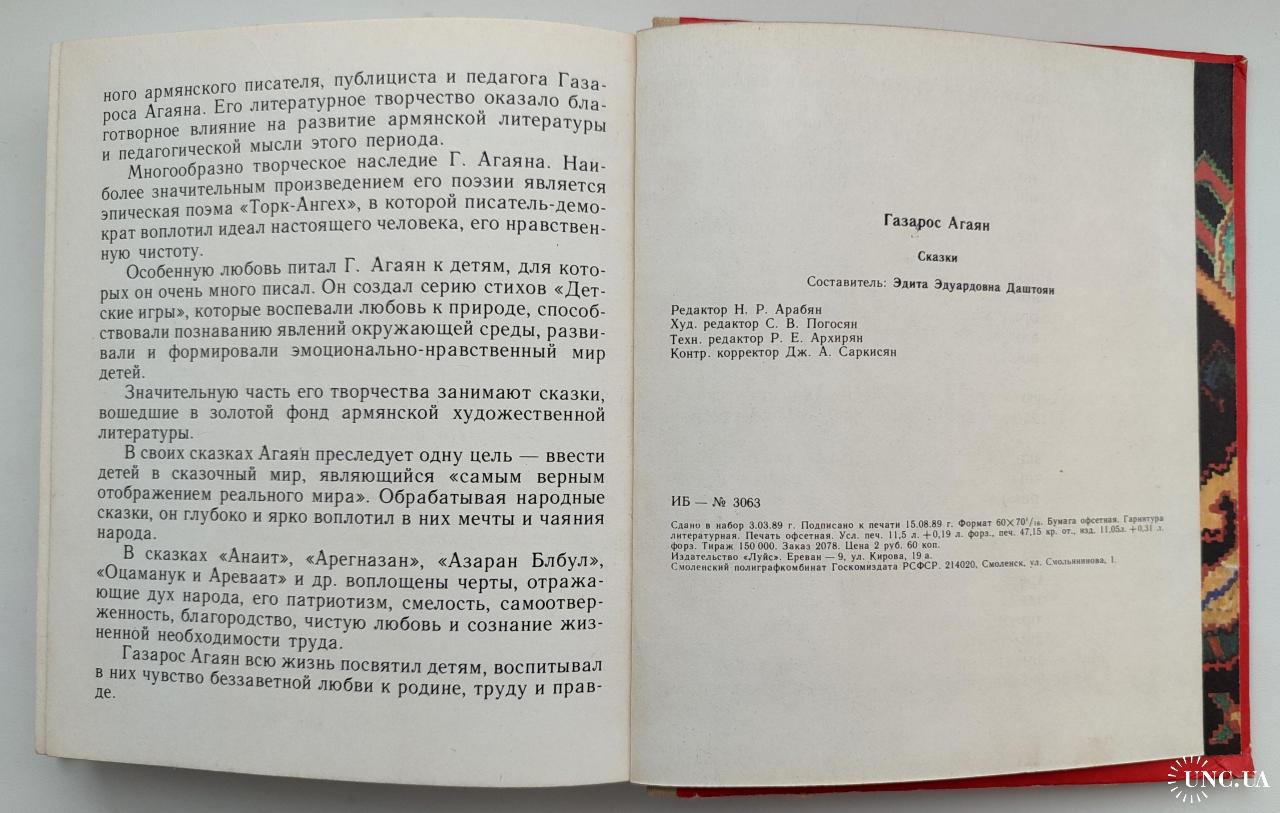 ного армянского писателя, публициста и педагога Газа-
роса Агаяна. Его литературное творчество оказало бла-
готворное влияние на развитие армянской литературы
и педагогической мысли этого периода.
Многообразно творческое наследие Г. Агаяна. Наи-
более значительным произведением его поэзии является
эпическая поэма «Торк-Ангех», в которой писатель-демо-
крат воплотил идеал настоящего человека, его нравствен-
ную чистоту.
Особенную любовь питал Г. Агаян к детям, для кото-
рых он очень много писал. Он создал серию стихов «Дет-
ские игры», которые воспевали любовь к природе, способ-
ствовали познаванию явлений окружающей среды, разви-
вали и формировали эмоционально-нравственный мир
детей.
Значительную часть его творчества занимают сказки,
вошедшие в золотой фонд армянской художественной
литературы.
В своих сказках Агаян преследует одну цель — ввести
детей в сказочный мир, являющийся «самым верным
отображением реального мира». Обрабатывая народные
сказки, он глубоко и ярко воплотил в них мечты и чаяния
народа.
В сказках «Анаит», «Арегназан», «Азаран Блбул»,
«Оцаманук иАреваат» и др. воплощены черты, отража-
ющие дух народа, его патриотизм, смелость, самоотвер-
женность, благородство, чистую любовь и сознание жиз-
ненной необходимости труда.
Газарос Агаян всю жизнь посвятил детям, воспитывал
в них чувство беззаветной любви к родине, труду и прав-
де.
Газарос Агаян
Сказки
Составитель: Эдита Эдуардовна Даштоян
Редактор Н. Р. Арабян
Худ. редактор С. В. Погосян
Техн. редактор Р. Е. Архирян
Контр. корректор Дж. А. Саркисян
ИБ — № 3063
Сдано в набор 3.03.89 г. Подписано к печати 15.08.89 г. Формат 60×70¹/₁₆. Бумага офсетная. Гарнитура
литературная. Печать офсетная. Усл. печ. 11,5 л. +0,19 л. форз., печ. 47,15 кр. от., изд. 11,05л. +0,31 л.
форз. Тираж 150 000. Заказ 2078. Цена 2 руб. 60 коп.
Издательство «Луйс». Ереван — 9, ул. Кирова, 19 а.
Смоленский полиграфкомбинат Госкомиздата РСФСР. 214020, Смоленск, ул. Смольянинова, 1.
UNC.UA